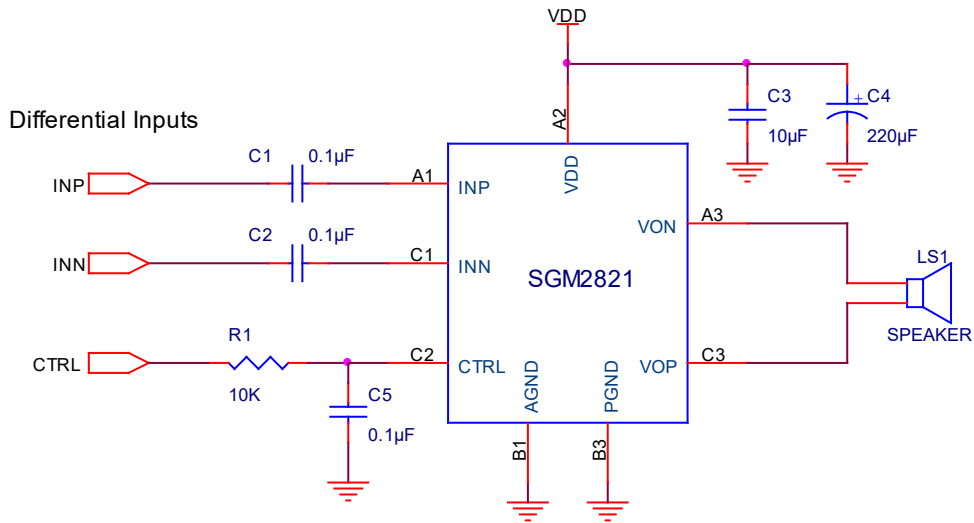 VDD
Differential Inputs
C3
10µF
+
C4
220µF
A2
C1
0.1µF
INP
A1
INP
VDD
VON
A3
C2
0.1µF
INN
C1
INN
SGM2821
LS1
SPEAKER
R1
10K
CTRL
C2
CTRL
AGND
PGND
VOP
C3
C5
0.1µF
B1
B3